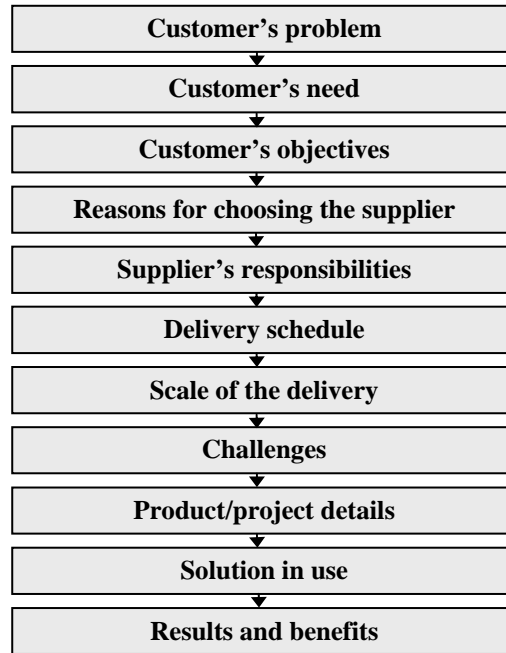 Customer’s problem
Customer’s need
Customer’s objectives
Reasons for choosing the supplier
Supplier’s responsibilities
Delivery schedule
Scale of the delivery
Challenges
Product/project details
Solution in use
Results and benefits